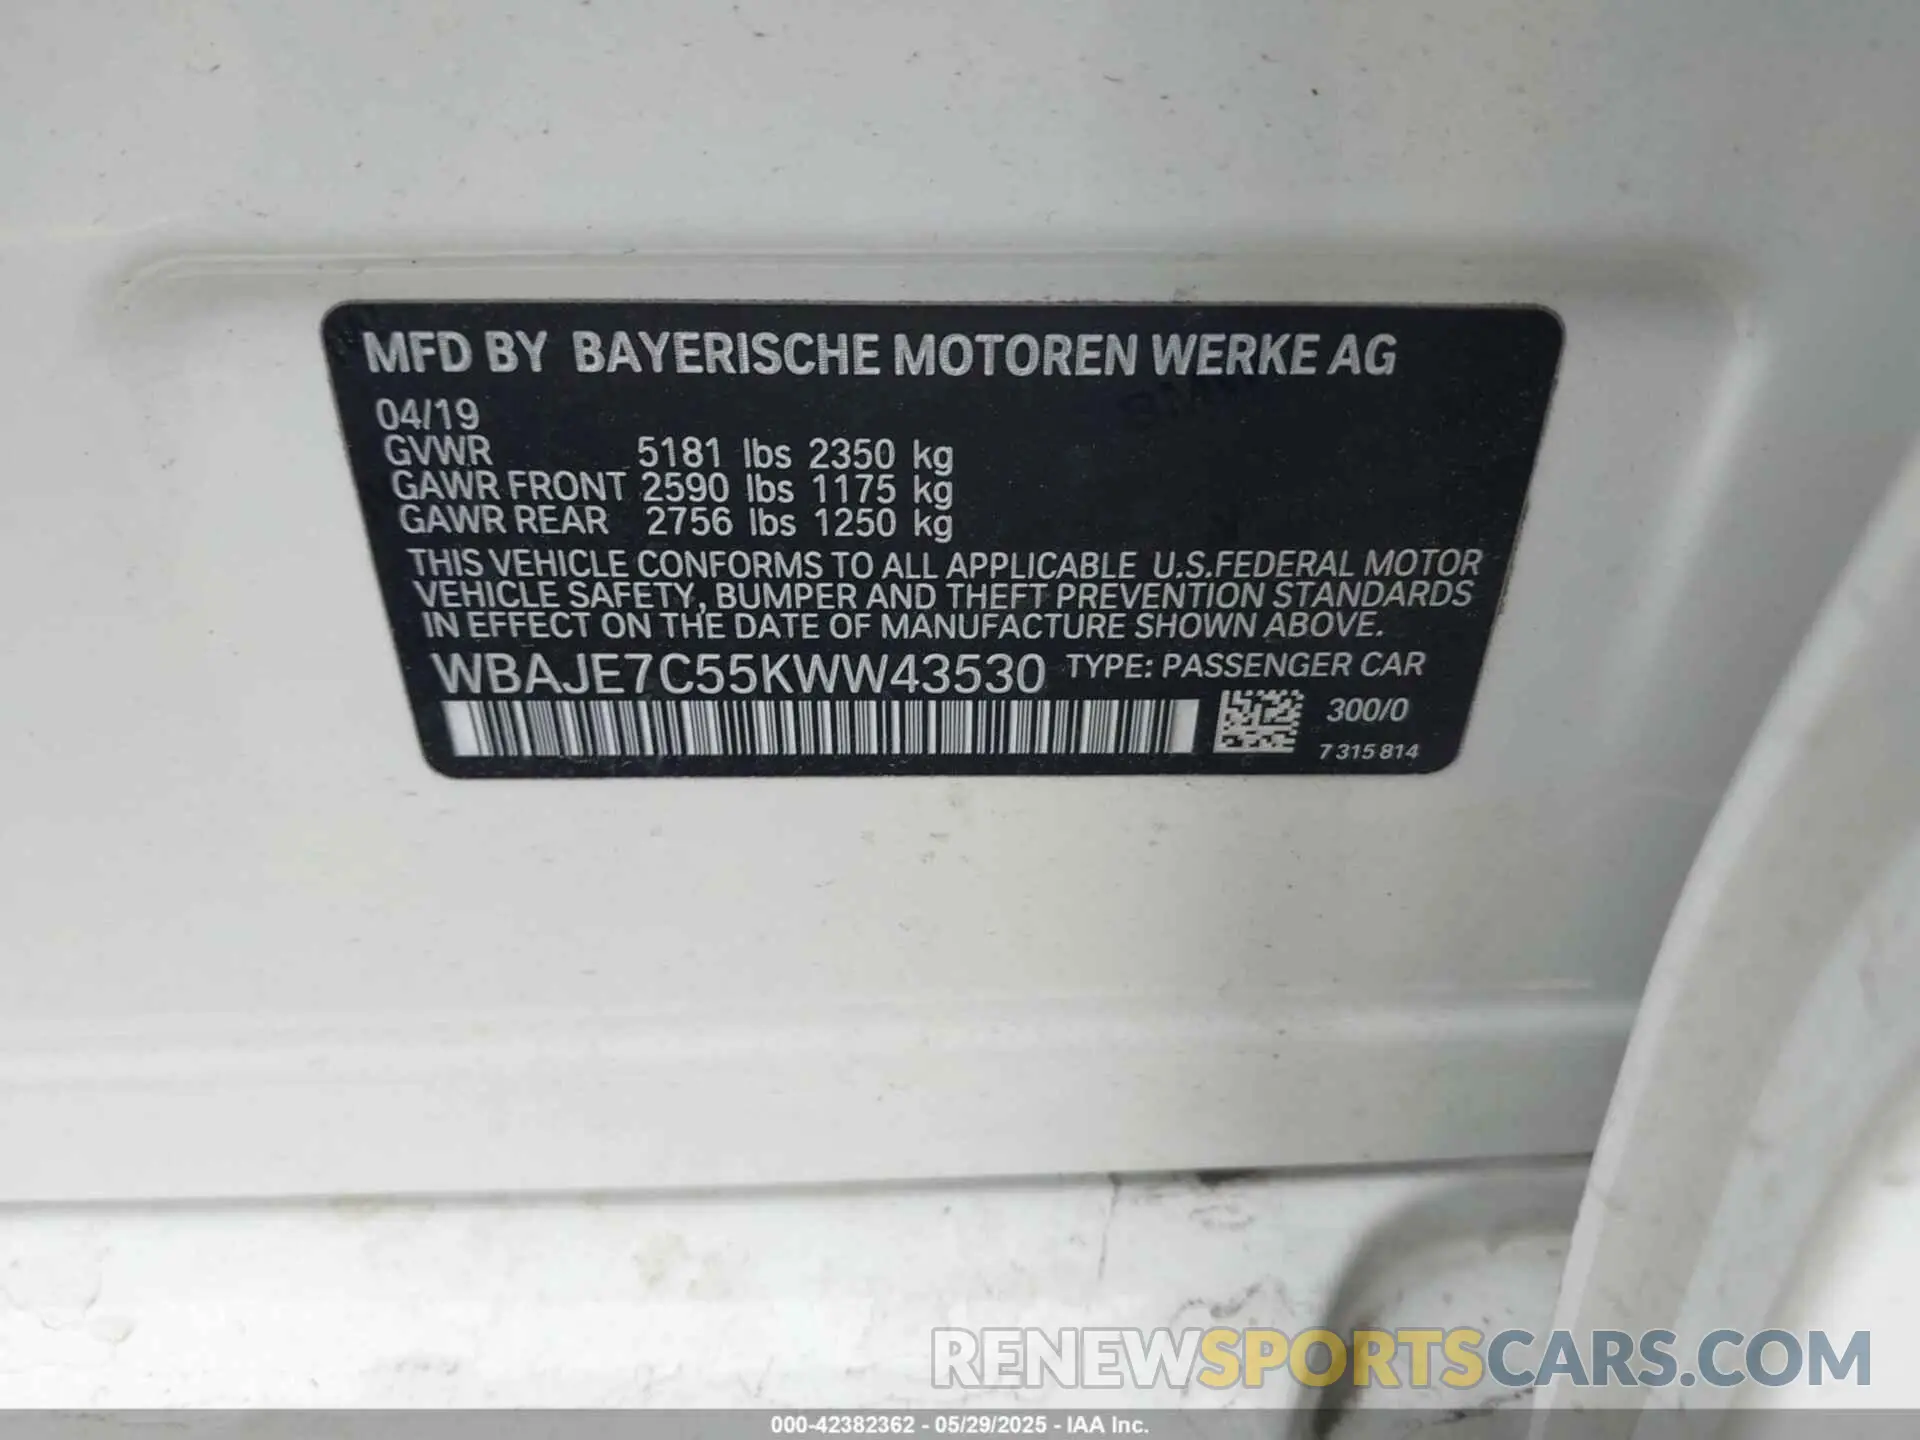 MFD BY BAYERISCHE MOTOREN WERKE AG
04/19
GVWR 5181 lbs 2350 kg
GAWR FRONT 2590 lbs 1175 kg
GAWR REAR 2756 lbs 1250 kg
THIS VEHICLE CONFORMS TO ALL APPLICABLE U.S.FEDERAL MOTOR
VEHICLE SAFETY, BUMPER AND THEFT PREVENTION STANDARDS
IN EFFECT ON THE DATE OF MANUFACTURE SHOWN ABOVE.
WBAJE7C55KWW43530 TYPE: PASSENGER CAR
300/0
7 315 814
RENEWSPORTSCARS.COM
000-42382362 - 05/29/2025 - IAA Inc.